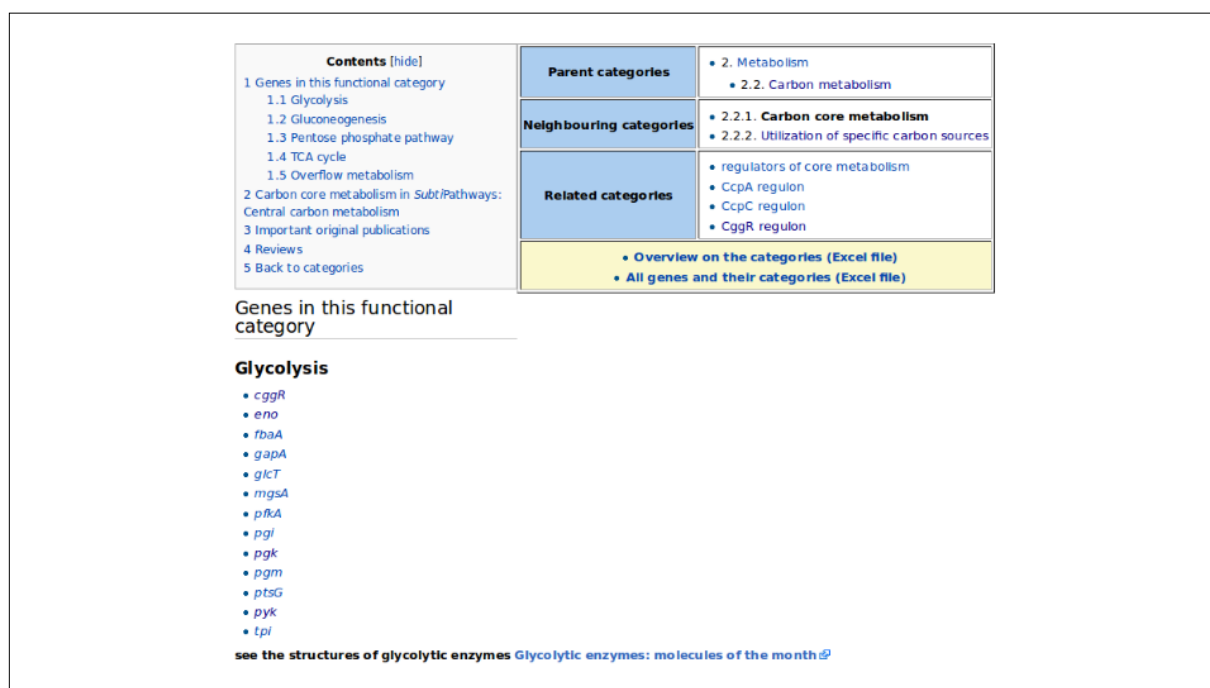 Contents [hide]
1 Genes in this functional category
1.1 Glycolysis
1.2 Gluconeogenesis
1.3 Pentose phosphate pathway
1.4 TCA cycle
1.5 Overflow metabolism
2 Carbon core metabolism in SubtiPathways:
Central carbon metabolism
3 Important original publications
4 Reviews
5 Back to categories
Parent categories
• 2. Metabolism
• 2.2. Carbon metabolism
Neighbouring categories
• 2.2.1. Carbon core metabolism
• 2.2.2. Utilization of specific carbon sources
Related categories
• regulators of core metabolism
• CcpA regulon
• CcpC regulon
• CggR regulon
• Overview on the categories (Excel file)
• All genes and their categories (Excel file)
Genes in this functional
category
Glycolysis
• cggR
• eno
• fbaA
• gapA
• glcT
• mgsA
• pfkA
• pgi
• pgk
• pgm
• ptsG
• pyk
• tpi
see the structures of glycolytic enzymes Glycolytic enzymes: molecules of the month